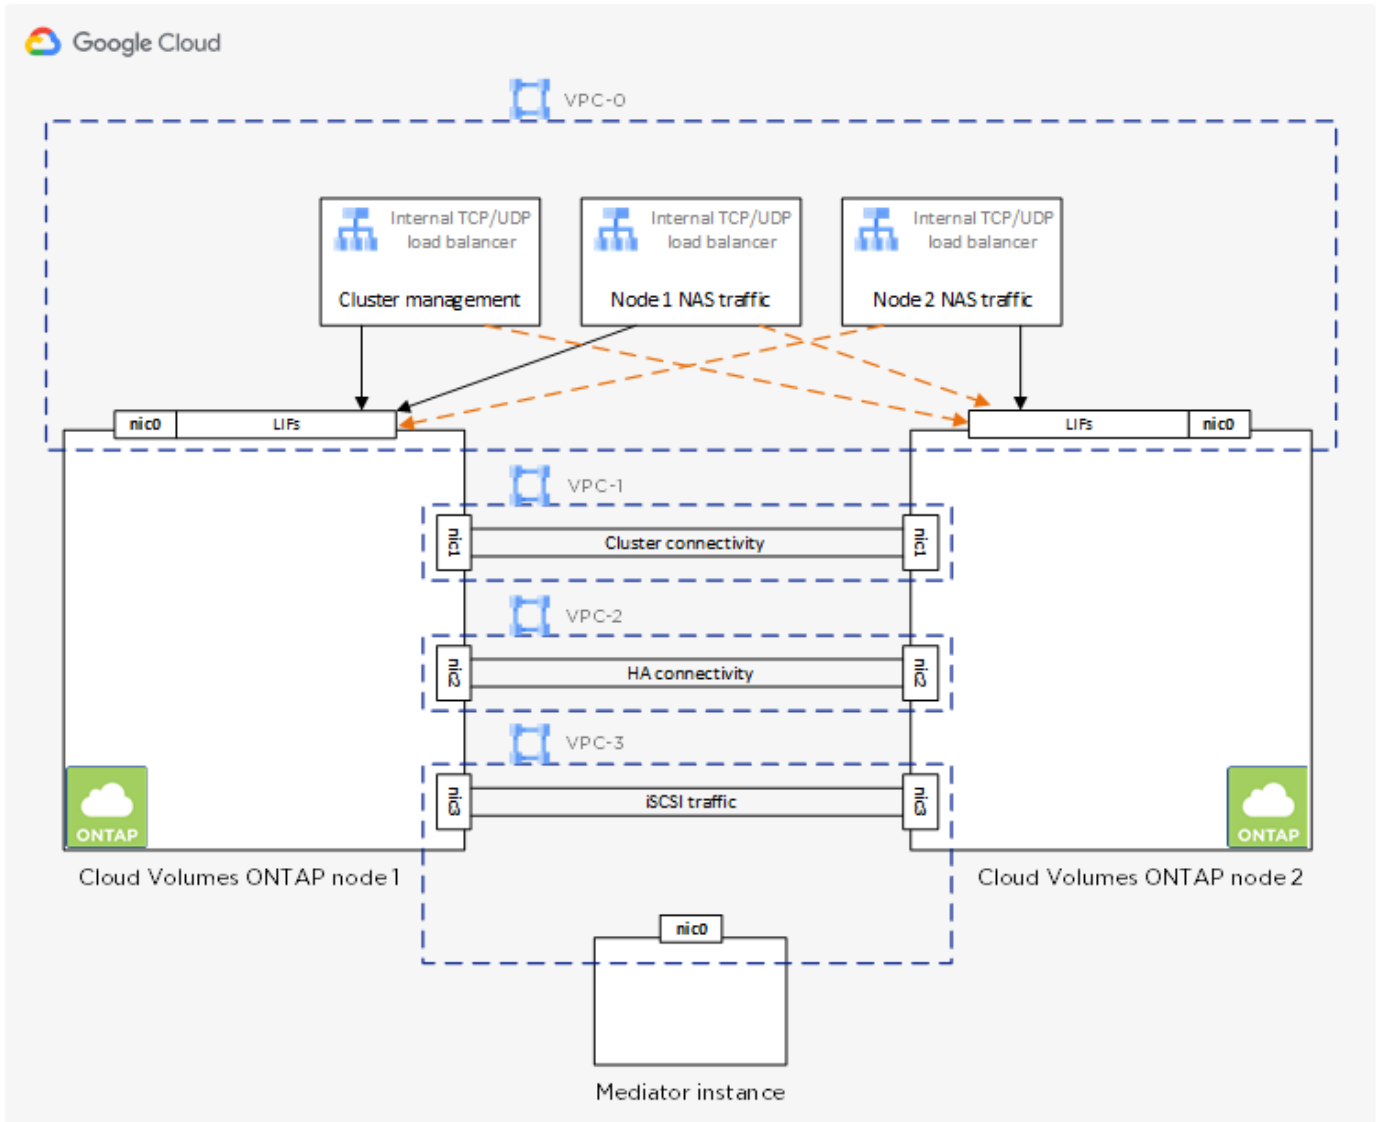 Google Cloud
VPC-0
Internal TCP/UDP
load balancer
Cluster management
Internal TCP/UDP
load balancer
Node 1 NAS traffic
Internal TCP/UDP
load balancer
Node 2 NAS traffic
nic0
LIFs
LIFs
nic0
VPC-1
nic1
Cluster connectivity
nic1
VPC-2
nic2
HA connectivity
nic2
VPC-3
nic3
iSCSI traffic
nic3
ONTAP
ONTAP
Cloud Volumes ONTAP node 1
Cloud Volumes ONTAP node 2
nic0
Mediator instance